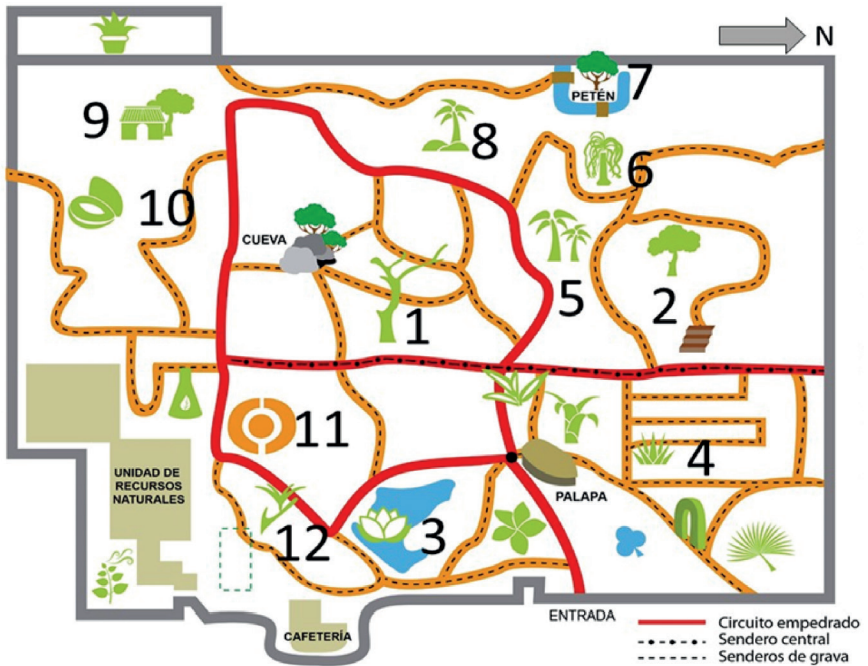 N
7
PETÉN
9
8
6
10
CUEVA
5
2
1
11
4
UNIDAD DE
RECURSOS
NATURALES
PALAPA
12
3
ENTRADA
CAFETERÍA
Circuito empedrado
Sendero central
Senderos de grava